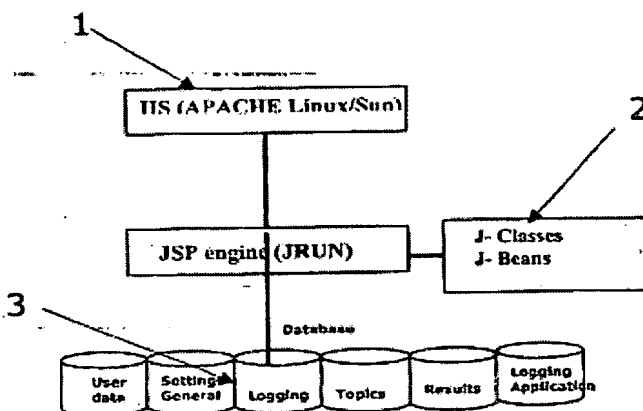 1
IIS (APACHE Linux/Sun)
2
J- Classes
J- Beans
JSP engine (JRUN)
3
Database
User data
Settings General
Logging
Topics
Results
Logging Application